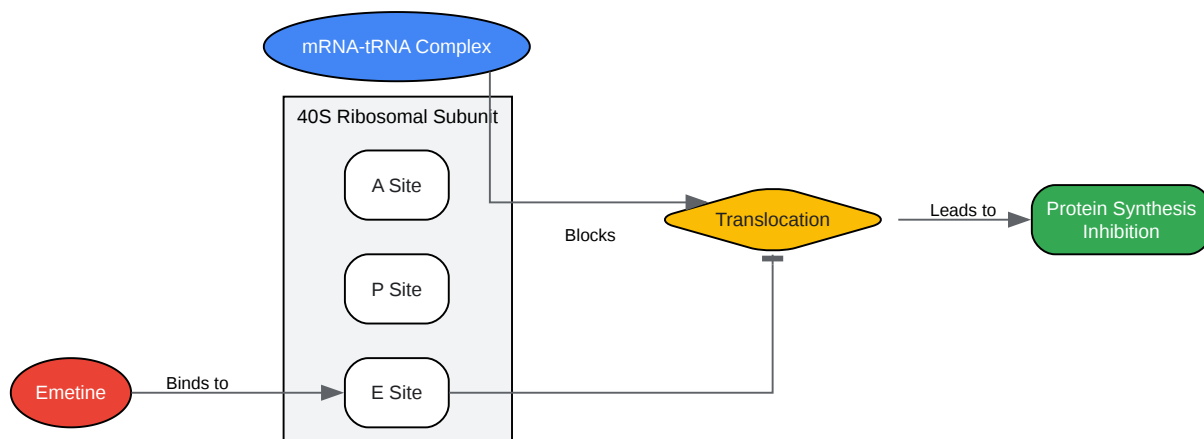 mRNA-tRNA Complex
40S Ribosomal Subunit
A Site
P Site
E Site
Emetine
Binds to
Blocks
Translocation
Leads to
Protein Synthesis
Inhibition